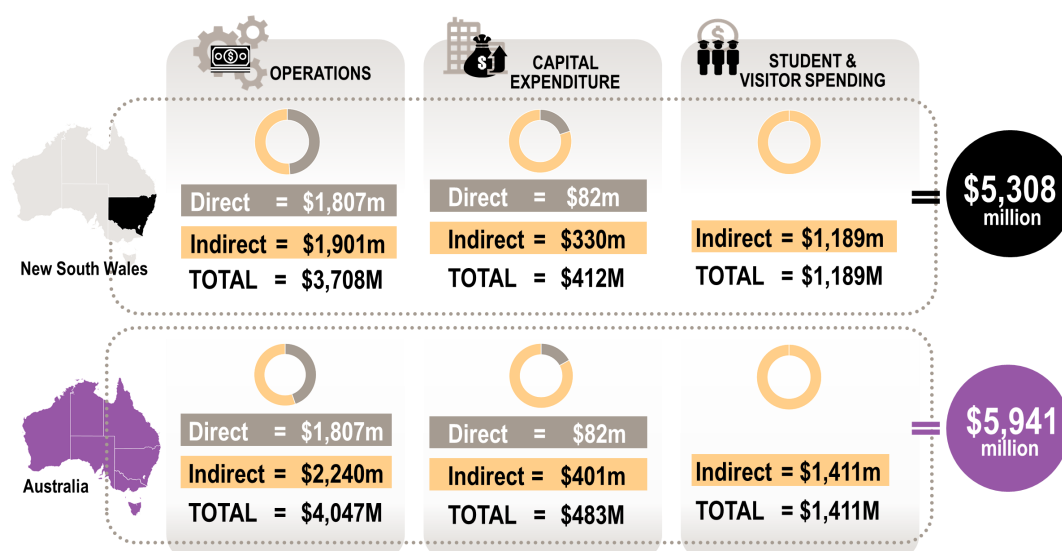 OPERATIONS
CAPITAL
EXPENDITURE
STUDENT &
VISITOR SPENDING
Direct = $1,807m
Indirect = $1,901m
TOTAL = $3,708M
Direct = $82m
Indirect = $330m
TOTAL = $412M
Indirect = $1,189m
TOTAL = $1,189M
= $5,308
million
New South Wales
Direct = $1,807m
Indirect = $2,240m
TOTAL = $4,047M
Direct = $82m
Indirect = $401m
TOTAL = $483M
Indirect = $1,411m
TOTAL = $1,411M
= $5,941
million
Australia